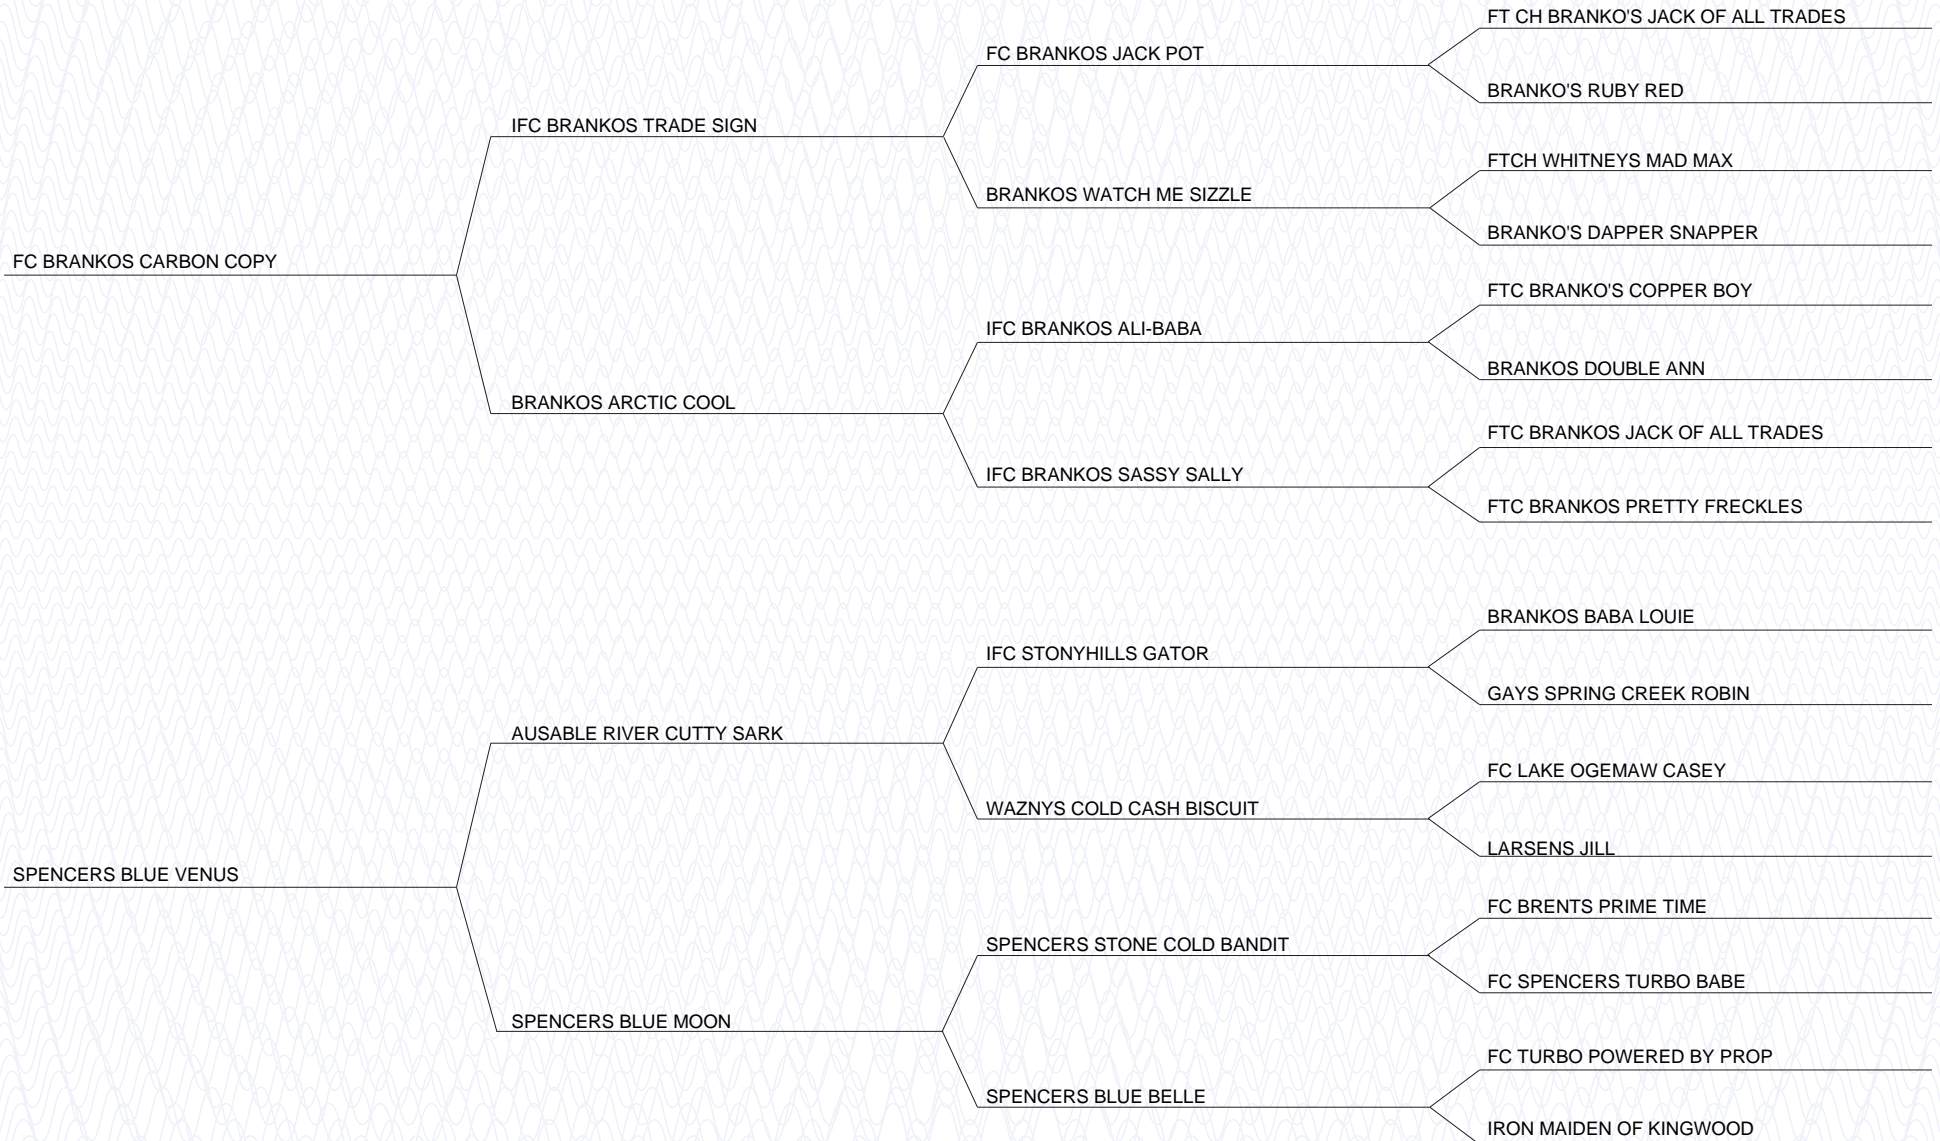 FT CH BRANKO'S JACK OF ALL TRADES
FC BRANKOS JACK POT
BRANKO'S RUBY RED
IFC BRANKOS TRADE SIGN
FTCH WHITNEYS MAD MAX
BRANKOS WATCH ME SIZZLE
BRANKO'S DAPPER SNAPPER
FC BRANKOS CARBON COPY
FTC BRANKO'S COPPER BOY
IFC BRANKOS ALI-BABA
BRANKOS DOUBLE ANN
BRANKOS ARCTIC COOL
FTC BRANKOS JACK OF ALL TRADES
IFC BRANKOS SASSY SALLY
FTC BRANKOS PRETTY FRECKLES
BRANKOS BABA LOUIE
IFC STONYHILLS GATOR
GAYS SPRING CREEK ROBIN
AUSABLE RIVER CUTTY SARK
FC LAKE OGEMAW CASEY
WAZNYS COLD CASH BISCUIT
LARSENS JILL
SPENCERS BLUE VENUS
FC BRENTS PRIME TIME
SPENCERS STONE COLD BANDIT
FC SPENCERS TURBO BABE
SPENCERS BLUE MOON
FC TURBO POWERED BY PROP
SPENCERS BLUE BELLE
IRON MAIDEN OF KINGWOOD